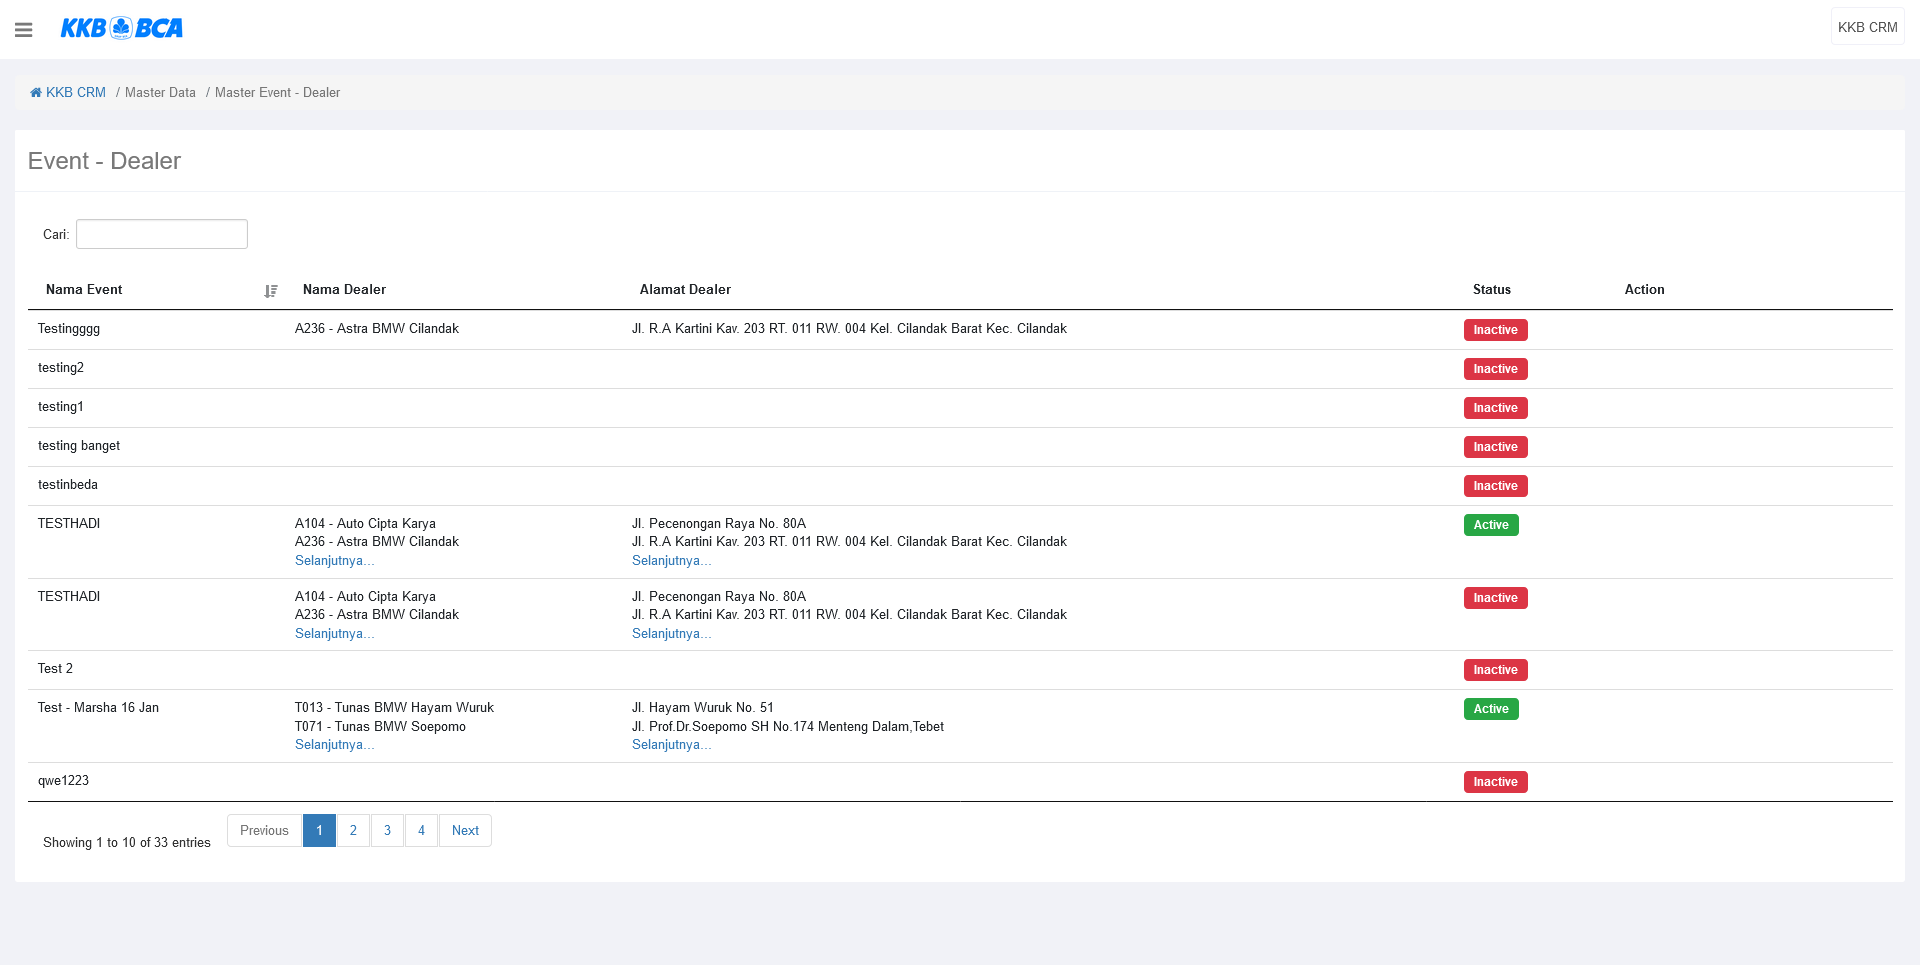 KKB BCA
KKB CRM
KKB CRM / Master Data / Master Event - Dealer
Event - Dealer
Cari:
Nama Event Nama Dealer Alamat Dealer Status Action
Testingggg A236 - Astra BMW Cilandak Jl. R.A Kartini Kav. 203 RT. 011 RW. 004 Kel. Cilandak Barat Kec. Cilandak Inactive
testing2 Inactive
testing1 Inactive
testing banget Inactive
testinbeda Inactive
TESTHADI A104 - Auto Cipta Karya Jl. Pecenongan Raya No. 80A Active
A236 - Astra BMW Cilandak Jl. R.A Kartini Kav. 203 RT. 011 RW. 004 Kel. Cilandak Barat Kec. Cilandak
Selanjutnya... Selanjutnya...
TESTHADI A104 - Auto Cipta Karya Jl. Pecenongan Raya No. 80A Inactive
A236 - Astra BMW Cilandak Jl. R.A Kartini Kav. 203 RT. 011 RW. 004 Kel. Cilandak Barat Kec. Cilandak
Selanjutnya... Selanjutnya...
Test 2 Inactive
Test - Marsha 16 Jan T013 - Tunas BMW Hayam Wuruk Jl. Hayam Wuruk No. 51 Active
T071 - Tunas BMW Soepomo Jl. Prof.Dr.Soepomo SH No.174 Menteng Dalam,Tebet
Selanjutnya... Selanjutnya...
qwe1223 Inactive
Showing 1 to 10 of 33 entries Previous 1 2 3 4 Next